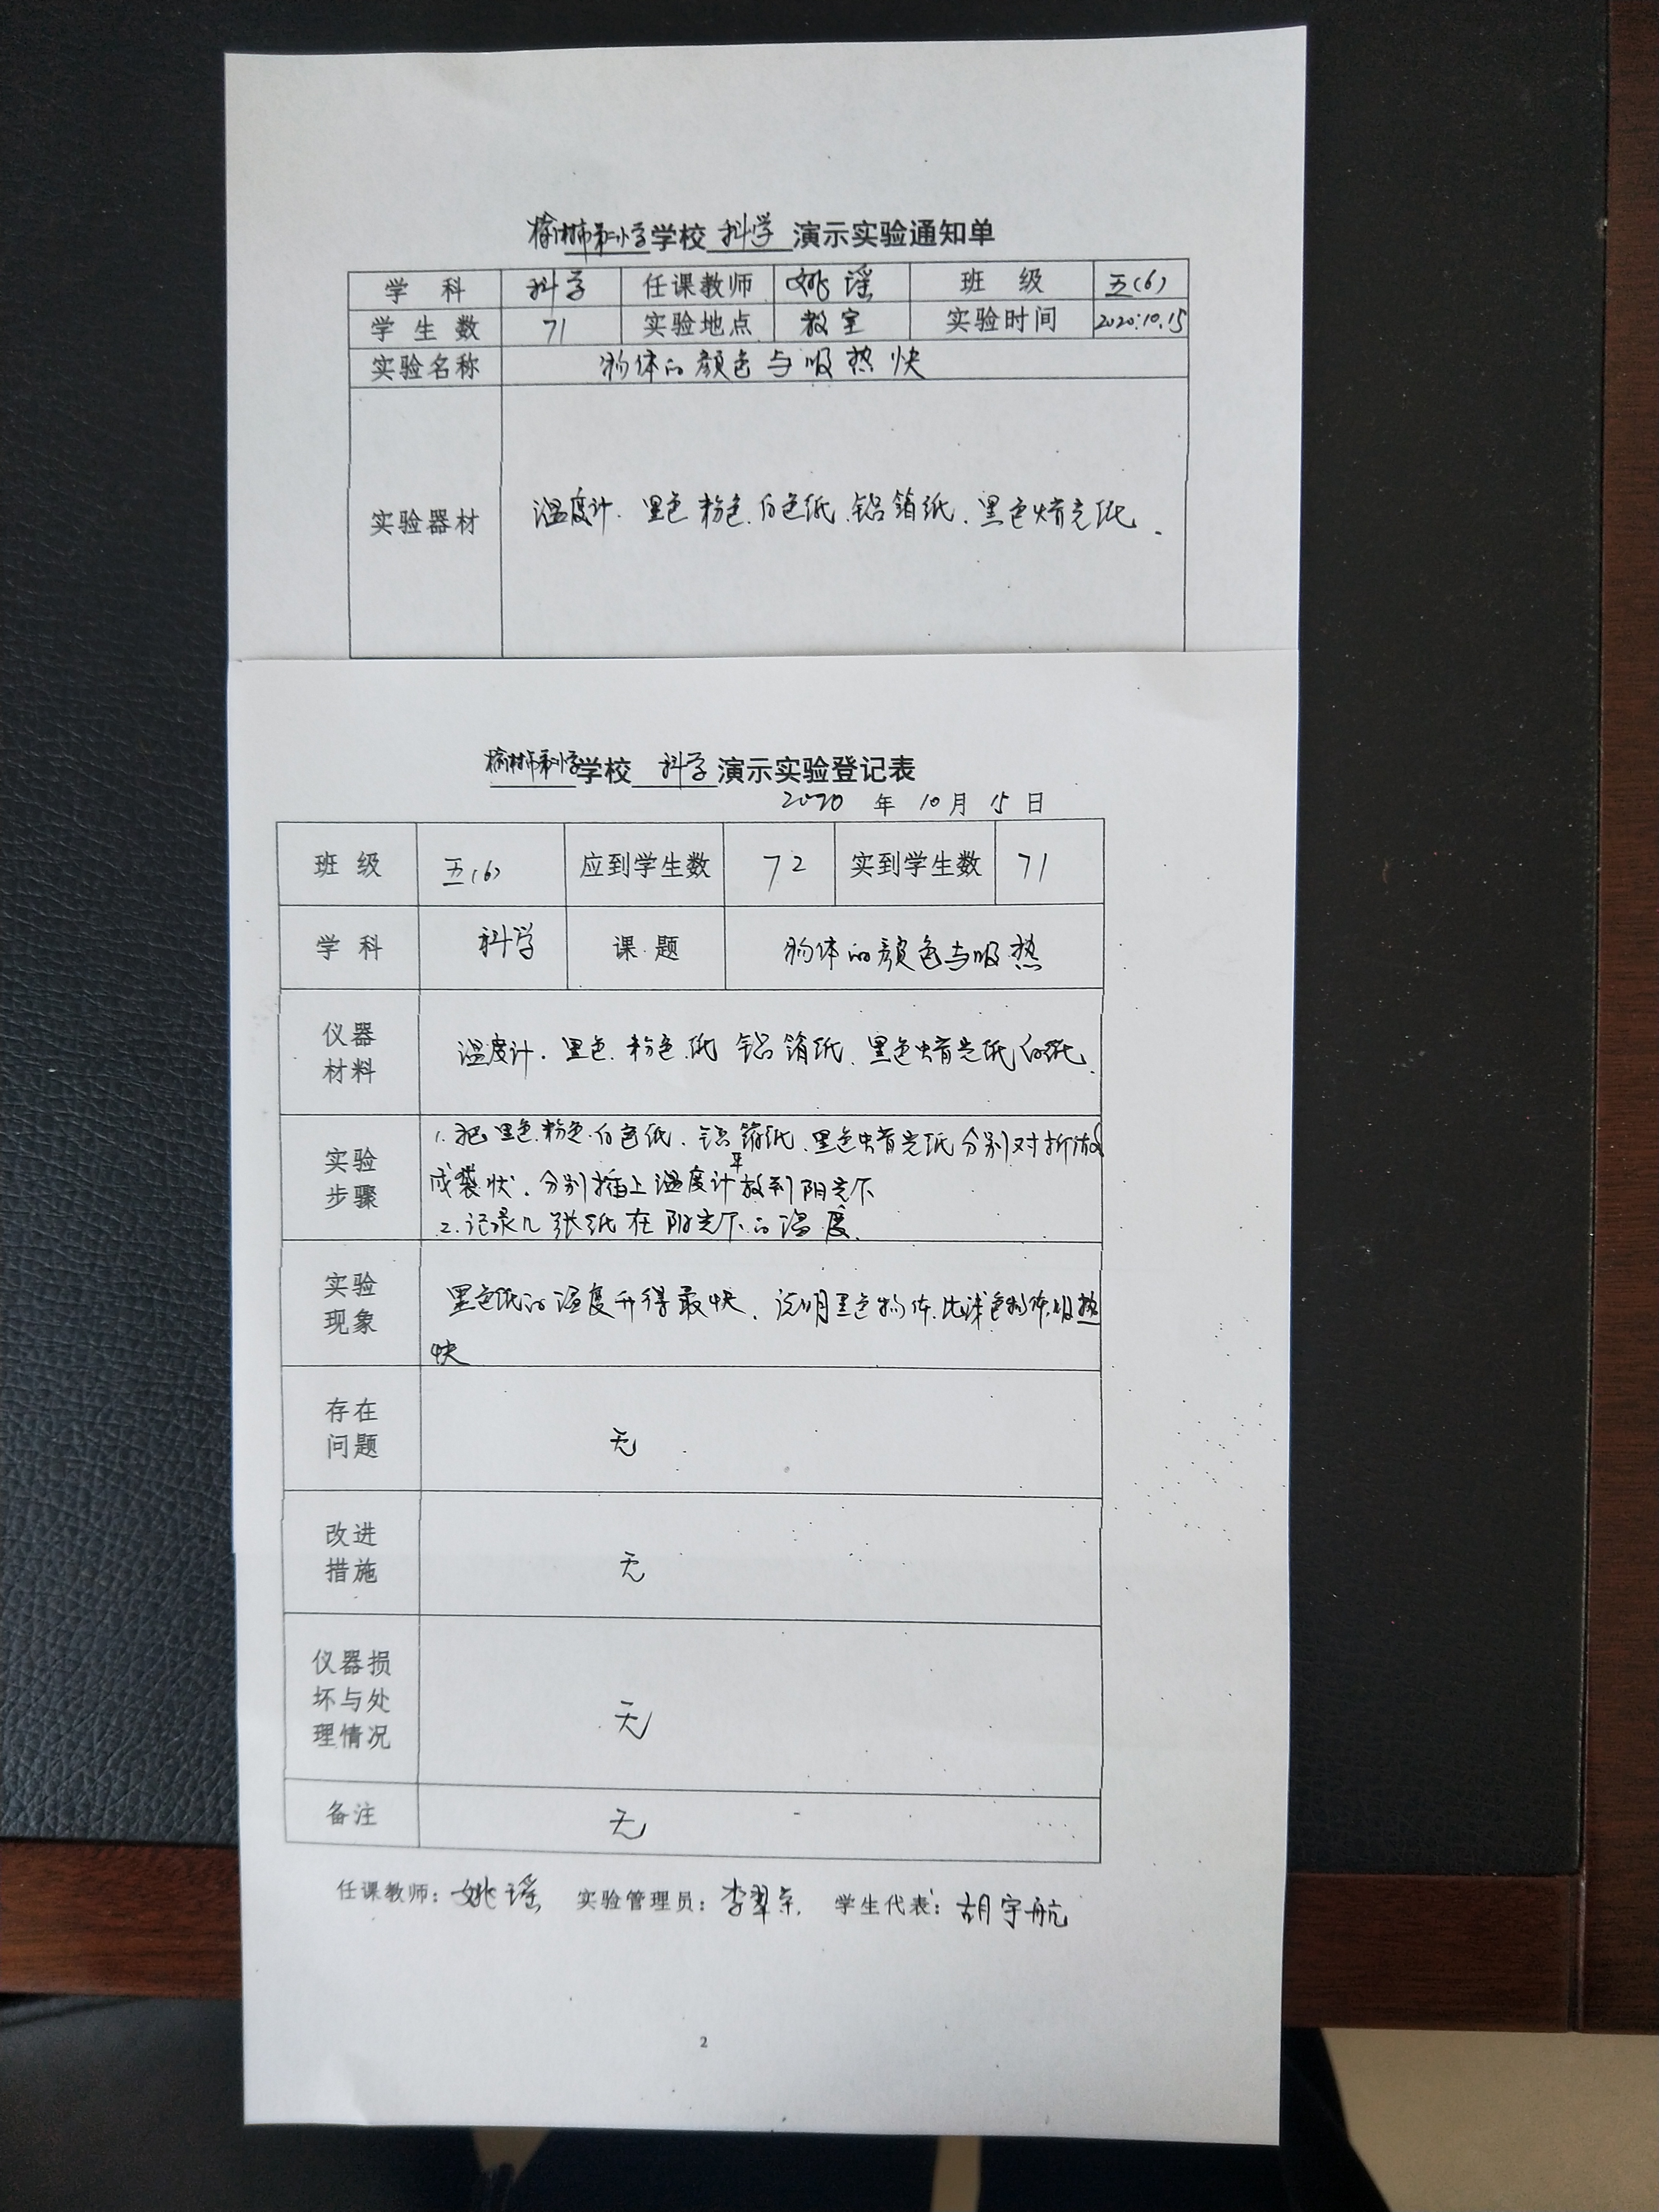 榆林市第二小学学校 科学 演示实验通知单
学 科 科学 任课教师 姚瑶 班 级 五(6)
学 生 数 71 实验地点 教室 实验时间 2020.10.15
实验名称 物体的颜色与吸热快
实验器材 温度计. 黑色 粉色. 白色纸. 铝箔纸. 黑色蜡光纸.
学校 科学 演示实验登记表
2020 年 10 月 15 日
班 级 五(6) 应到学生数 72 实到学生数 71
学 科 科学 课 题 物体的颜色与吸热
仪器
材料
温度计. 黑色. 粉色.纸 铝箔纸. 黑色蜡光纸 白纸.
实验
步骤
1. 把黑色.粉色.白色纸. 铝箔纸.黑色蜡光纸分别对折做
成袋状. 分别插上温度计平放到阳光下
2. 记录几张纸在阳光下的温度.
实验
现象
黑色纸的温度升得最快. 说明黑色物体.比浅色物体.吸热
快
存在
问题
无
改进
措施
无
仪器损
坏与处
理情况
无
备注 无
任课教师: 姚瑶 实验管理员: 李翠 学生代表: 胡宇航
2